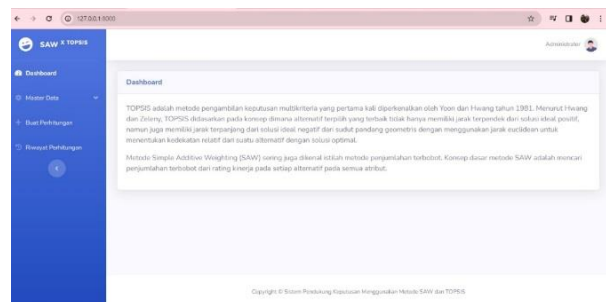 127.0.0.1:8000
SAW X TOPSIS
Administrator
Dashboard
Master Data
Buat Perhitungan
Riwayat Perhitungan
Dashboard
TOPSIS adalah metode pengambilan keputusan multikriteria yang pertama kali diperkenalkan oleh Yoon dan Hwang tahun 1981. Menurut Hwang
dan Zeleny, TOPSIS didasarkan pada konsep dimana alternatif terpilih yang terbaik tidak hanya memiliki jarak terpendek dari solusi ideal positif,
namun juga memiliki jarak terpanjang dari solusi ideal negatif dari sudut pandang geometris dengan menggunakan jarak euclidean untuk
menentukan kedekatan relatif dari suatu alternatif dengan solusi optimal.
Metode Simple Additive Weighting (SAW) sering juga dikenal istilah metode penjumlahan terbobot. Konsep dasar metode SAW adalah mencari
penjumlahan terbobot dari rating kinerja pada setiap alternatif pada semua atribut.
Copyright © Sistem Pendukung Keputusan Menggunakan Metode SAW dan TOPSIS